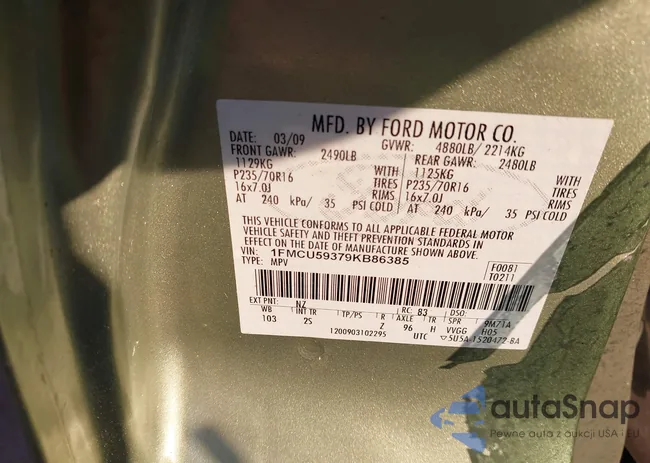 MFD. BY FORD MOTOR CO.
DATE: 03/09 GVWR: 4880LB/ 2214KG
FRONT GAWR: 2490LB REAR GAWR: 2480LB
1129KG WITH 1125KG WITH
P235/70R16 TIRES P235/70R16 TIRES
16x7.0J RIMS 16x7.0J RIMS
AT 240 kPa/ 35 PSI COLD AT 240 kPa/ 35 PSI COLD
THIS VEHICLE CONFORMS TO ALL APPLICABLE FEDERAL MOTOR
VEHICLE SAFETY AND THEFT PREVENTION STANDARDS IN
EFFECT ON THE DATE OF MANUFACTURE SHOWN ABOVE.
VIN: 1FMCU59379KB86385
TYPE: MPV
F0081
T0211
EXT PNT: NZ RC: 83 DSO:
WB INT TR TP/PS R AXLE TR SPR 9M71A
103 2S Z 96 H VVGG H05
1200903102295 UTC ▽5U5A-1520472-BA
autaSnap
Pewne auta z aukcji USA - EU